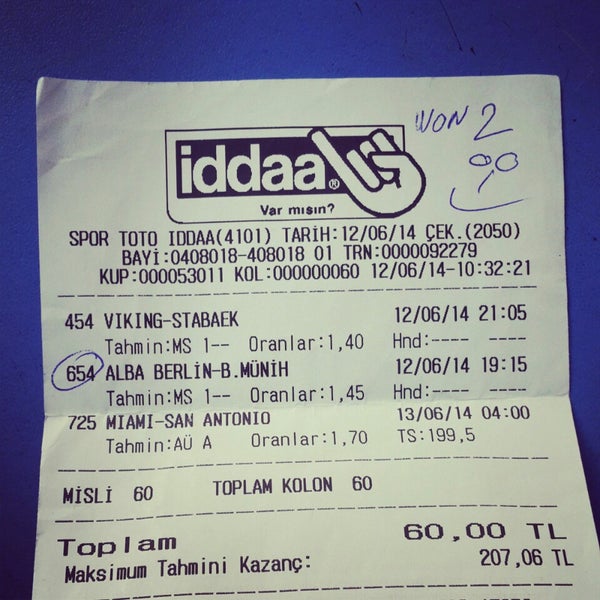 WON 2
iddaa®
Var mısın?
SPOR TOTO IDDAA(4101) TARİH:12/06/14 ÇEK.(2050)
BAYİ:0408018-408018 01 TRN:0000092279
KUP:000053011 KOL:000000060 12/06/14-10:32:21
454 VIKING-STABAEK 12/06/14 21:05
Tahmin:MS 1-- Oranlar:1,40 Hnd:---- ----
654 ALBA BERLİN-B.MÜNİH 12/06/14 19:15
Tahmin:MS 1-- Oranlar:1,45 Hnd:---- ----
725 MIAMI-SAN ANTONIO 13/06/14 04:00
Tahmin:AÜ A Oranlar:1,70 TS:199,5
MİSLİ 60 TOPLAM KOLON 60
Toplam 60,00 TL
Maksimum Tahmini Kazanç: 207,06 TL